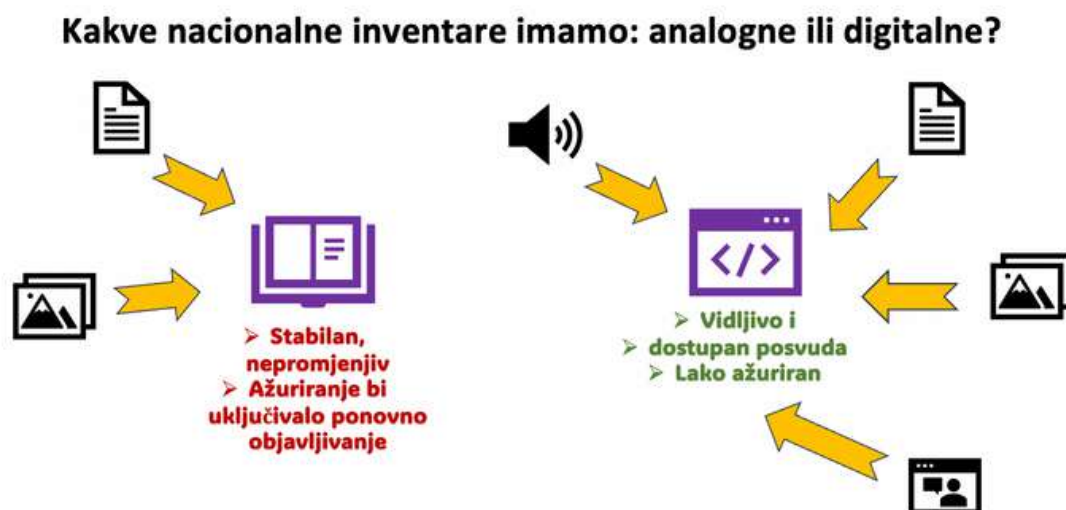 Kakve nacionalne inventare imamo: analogne ili digitalne?
➢ Stabilan,
nepromjenjiv
➢ Ažuriranje bi
uključivalo ponovno
objavljivanje
➢ Vidljivo i
➢ dostupan posvuda
➢ Lako ažuriran